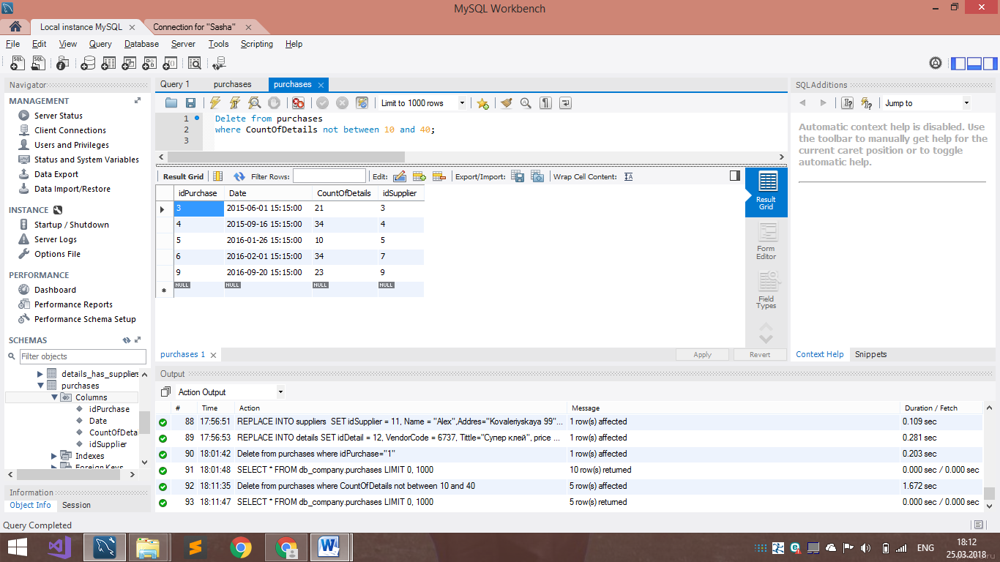 MySQL Workbench
Local instance MySQL
Connection for "Sasha"
File Edit View Query Database Server Tools Scripting Help
Navigator
MANAGEMENT
Server Status
Client Connections
Users and Privileges
Status and System Variables
Data Export
Data Import/Restore
INSTANCE
Startup / Shutdown
Server Logs
Options File
PERFORMANCE
Dashboard
Performance Reports
Performance Schema Setup
SCHEMAS
Filter objects
details_has_suppliers
purchases
Columns
idPurchase
Date
CountOfDeta
idSupplier
Indexes
Foreign Keys
Information
Object Info Session
Query Completed
Query 1 purchases purchases
Limit to 1000 rows
1 Delete from purchases
2 where CountOfDetails not between 10 and 40;
3
Result Grid Filter Rows: Edit: Export/Import: Wrap Cell Content:
idPurchase Date CountOfDetails idSupplier
3 2015-06-01 15:15:00 21 3
4 2015-09-16 15:15:00 34 4
5 2016-01-26 15:15:00 10 5
6 2016-02-01 15:15:00 34 7
9 2016-09-20 15:15:00 23 9
NULL NULL NULL NULL
Result Grid
Form Editor
Field Types
purchases 1
Apply Revert
SQLAdditions
Jump to
Automatic context help is disabled. Use
the toolbar to manually get help for the
current caret position or to toggle
automatic help.
Context Help Snippets
Output
Action Output
# Time Action Message Duration / Fetch
88 17:56:51 REPLACE INTO suppliers SET idSupplier = 11, Name = "Alex",Addres="Kovaleriyskaya 99"... 1 row(s) affected 0.109 sec
89 17:56:53 REPLACE INTO details SET idDetail = 12, VendorCode = 6737, Tittle="Супер клей", price ... 1 row(s) affected 0.281 sec
90 18:01:42 Delete from purchases where idPurchase="1" 1 row(s) affected 0.203 sec
91 18:01:48 SELECT * FROM db_company.purchases LIMIT 0, 1000 10 row(s) returned 0.000 sec / 0.000 sec
92 18:11:35 Delete from purchases where CountOfDetails not between 10 and 40 5 row(s) affected 1.672 sec
93 18:11:47 SELECT * FROM db_company.purchases LIMIT 0, 1000 5 row(s) returned 0.000 sec / 0.000 sec
ENG
18:12
25.03.2018